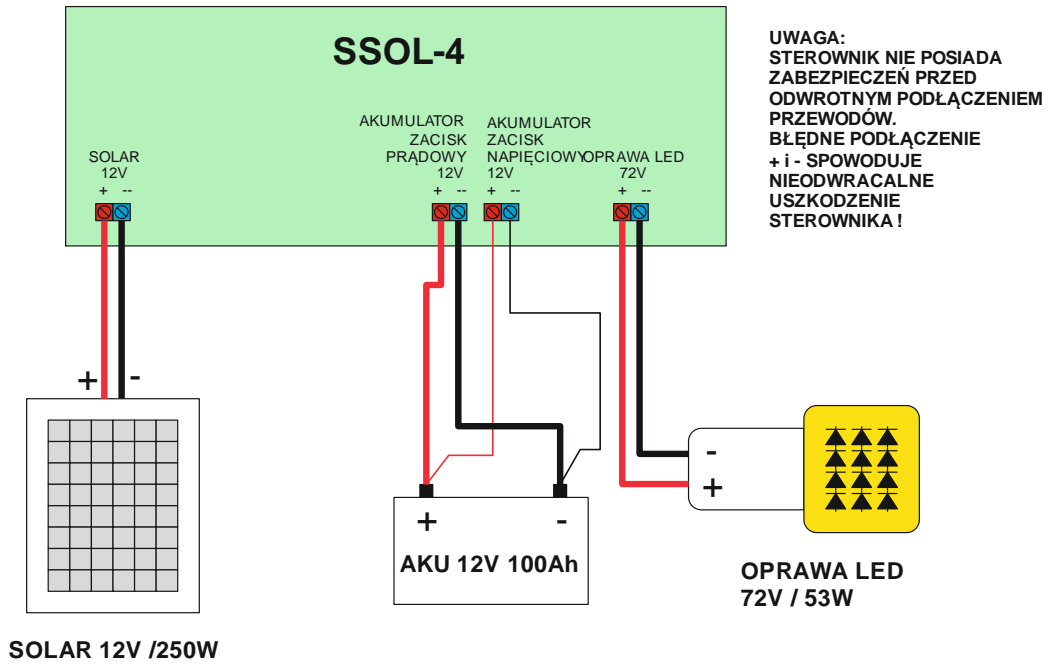 SSOL-4
UWAGA:
STEROWNIK NIE POSIADA
ZABEZPIECZEŃ PRZED
ODWROTNYM PODŁĄCZENIEM
PRZEWODÓW.
BŁĘDNE PODŁĄCZENIE
+ i - SPOWODUJE
NIEODWRACALNE
USZKODZENIE
STEROWNIKA !
SOLAR
12V
+ --
AKUMULATOR
ZACISK
PRĄDOWY
12V
+ --
AKUMULATOR
ZACISK
NAPIĘCIOWY
12V
+ --
OPRAWA LED
72V
+ --
+ -
+ -
AKU 12V 100Ah
-
+
OPRAWA LED
72V / 53W
SOLAR 12V /250W